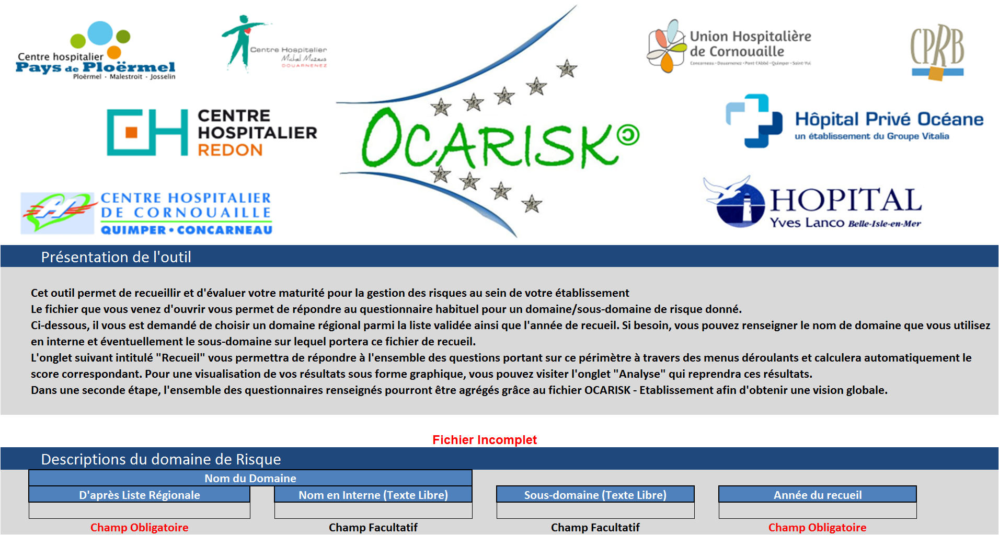 Centre hospitalier
Pays de Ploërmel
Ploërmel · Malestroit · Josselin
Centre Hospitalier
Michel Mazeas
DOUARNENEZ
Union Hospitalière
de Cornouaille
Concarneau • Douarnenez • Pont-l'Abbé • Quimper • Saint-Yvi
CPRB
CH
CENTRE
HOSPITALIER
REDON
OCARISK
Hôpital Privé Océane
un établissement du Groupe Vitalia
CENTRE HOSPITALIER
DE CORNOUAILLE
QUIMPER • CONCARNEAU
HOPITAL
Yves Lanco Belle-Isle-en-Mer
Présentation de l'outil
Cet outil permet de recueillir et d'évaluer votre maturité pour la gestion des risques au sein de votre établissement
Le fichier que vous venez d'ouvrir vous permet de répondre au questionnaire habituel pour un domaine/sous-domaine de risque donné.
Ci-dessous, il vous est demandé de choisir un domaine régional parmi la liste validée ainsi que l'année de recueil. Si besoin, vous pouvez renseigner le nom de domaine que vous utilisez
en interne et éventuellement le sous-domaine sur lequel portera ce fichier de recueil.
L'onglet suivant intitulé "Recueil" vous permettra de répondre à l'ensemble des questions portant sur ce périmètre à travers des menus déroulants et calculera automatiquement le
score correspondant. Pour une visualisation de vos résultats sous forme graphique, vous pouvez visiter l'onglet "Analyse" qui reprendra ces résultats.
Dans une seconde étape, l'ensemble des questionnaires renseignés pourront être agrégés grâce au fichier OCARISK - Etablissement afin d'obtenir une vision globale.
Fichier Incomplet
Descriptions du domaine de Risque
Nom du Domaine
D'après Liste Régionale
Nom en Interne (Texte Libre)
Sous-domaine (Texte Libre)
Année du recueil
Champ Obligatoire
Champ Facultatif
Champ Facultatif
Champ Obligatoire